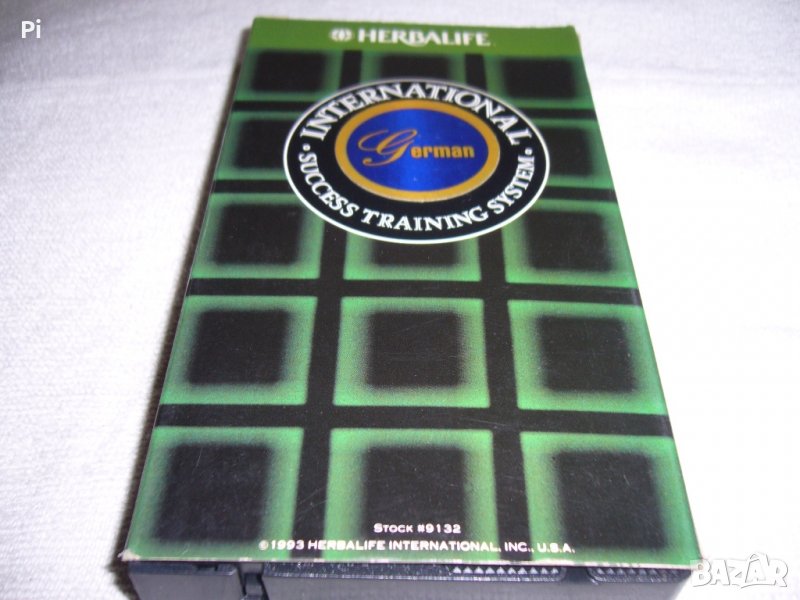 Pi
HERBALIFE
INTERNATIONAL
German
• SUCCESS TRAINING SYSTEM •
STOCK #9132
©1993 HERBALIFE INTERNATIONAL, INC., U.S.A.
BAZAR